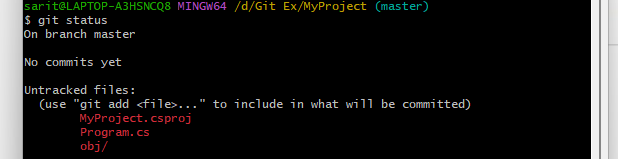 sarit@LAPTOP-A3HSNCQ8 MINGW64 /d/Git Ex/MyProject (master)
$ git status
On branch master
No commits yet
Untracked files:
(use "git add <file>..." to include in what will be committed)
MyProject.csproj
Program.cs
obj/